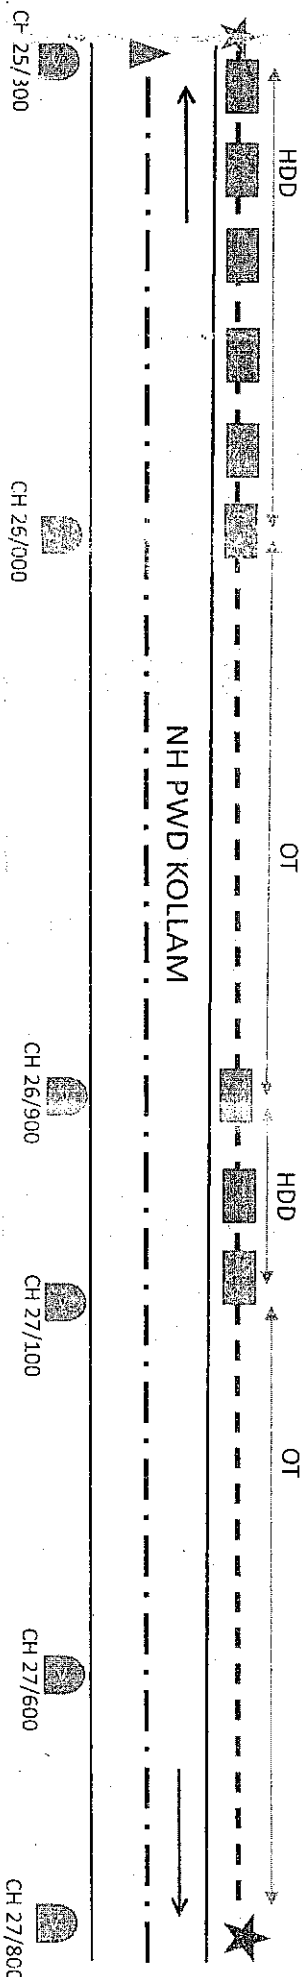 HDD
OT
HDD
OT
NH PWD KOLLAM
CH 25/300
CH 26/000
CH 26/900
CH 27/100
CH 27/600
CH 27/800